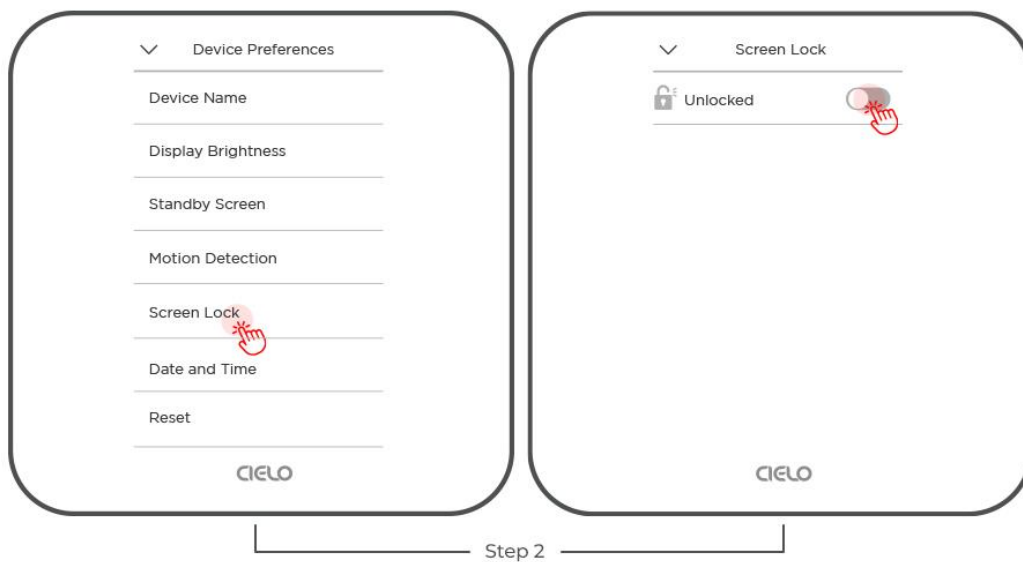 Device Preferences
Device Name
Display Brightness
Standby Screen
Motion Detection
Screen Lock
Date and Time
Reset
CIELO
Screen Lock
Unlocked
CIELO
Step 2